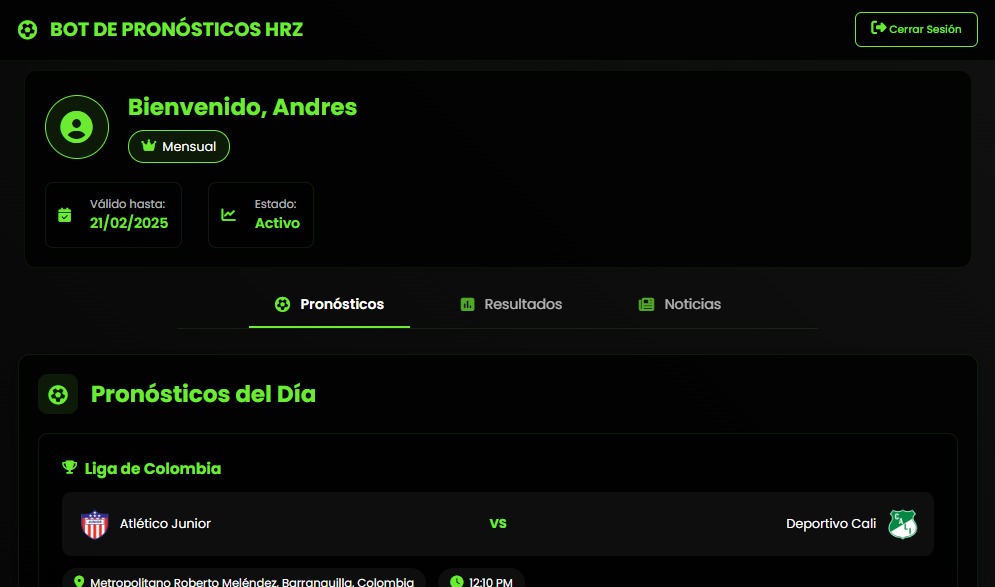 BOT DE PRONÓSTICOS HRZ
Cerrar Sesión
Bienvenido, Andres
Mensual
Válido hasta:
21/02/2025
Estado:
Activo
Pronósticos
Resultados
Noticias
Pronósticos del Día
Liga de Colombia
Atlético Junior
VS
Deportivo Cali
Metropolitano Roberto Meléndez, Barranquilla, Colombia
12:10 PM